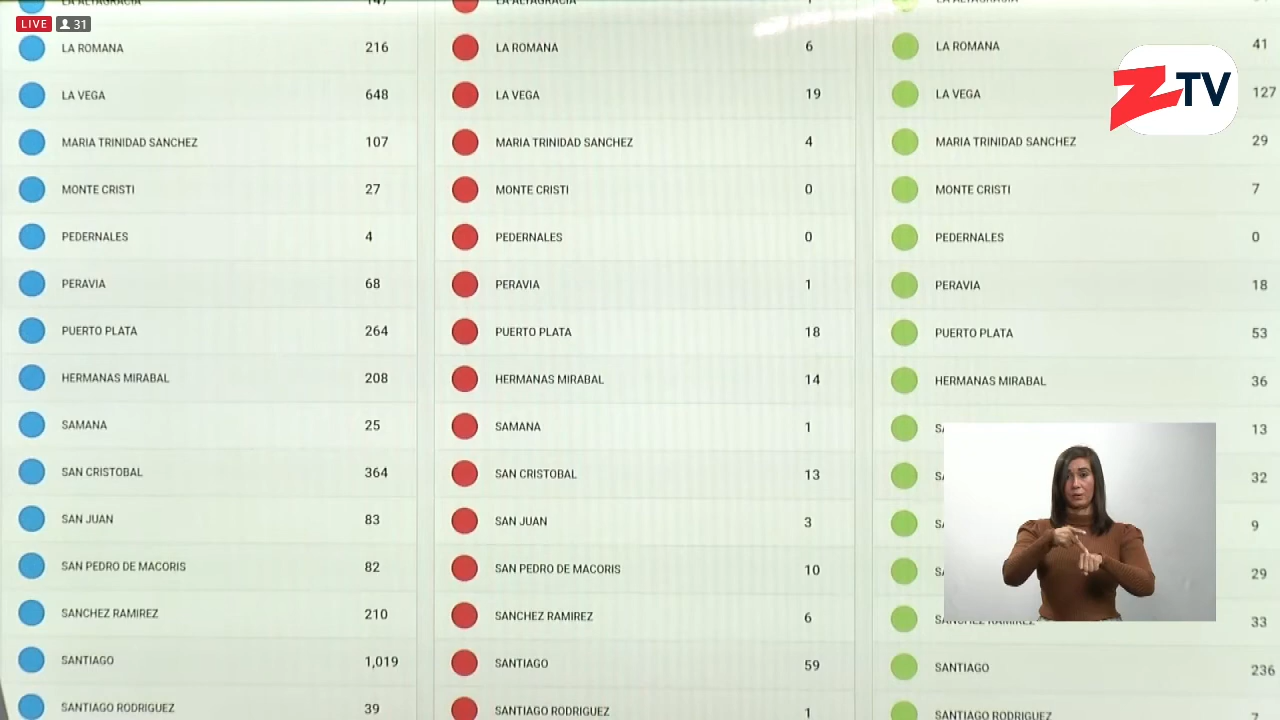 LA ALTAGRACIA 147 LA ALTAGRACIA 1 LA ALTAGRACIA
LIVE 31
LA ROMANA 216 LA ROMANA 6 LA ROMANA 41
LA VEGA 648 LA VEGA 19 LA VEGA 127
ZTV
MARIA TRINIDAD SANCHEZ 107 MARIA TRINIDAD SANCHEZ 4 MARIA TRINIDAD SANCHEZ 29
MONTE CRISTI 27 MONTE CRISTI 0 MONTE CRISTI 7
PEDERNALES 4 PEDERNALES 0 PEDERNALES 0
PERAVIA 68 PERAVIA 1 PERAVIA 18
PUERTO PLATA 264 PUERTO PLATA 18 PUERTO PLATA 53
HERMANAS MIRABAL 208 HERMANAS MIRABAL 14 HERMANAS MIRABAL 36
SAMANA 25 SAMANA 1 13
SAN CRISTOBAL 364 SAN CRISTOBAL 13 32
SAN JUAN 83 SAN JUAN 3 9
SAN PEDRO DE MACORIS 82 SAN PEDRO DE MACORIS 10 29
SANCHEZ RAMIREZ 210 SANCHEZ RAMIREZ 6 SANCHEZ RAMIREZ 33
SANTIAGO 1,019 SANTIAGO 59 SANTIAGO 236
SANTIAGO RODRIGUEZ 39 SANTIAGO RODRIGUEZ 1 SANTIAGO RODRIGUEZ 7